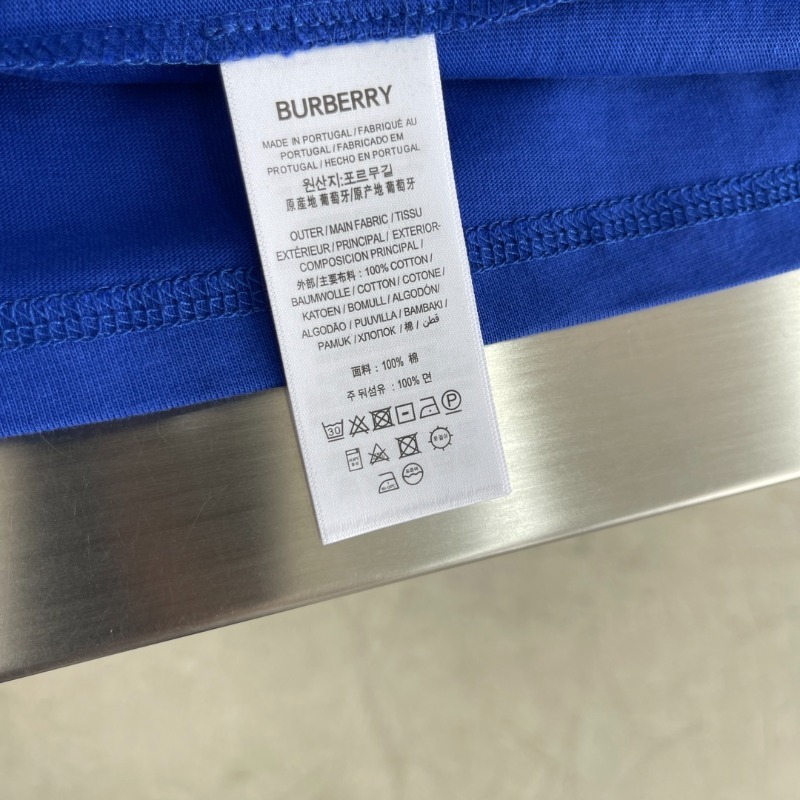 BURBERRY
MADE IN PORTUGAL / FABRIQUÉ AU
PORTUGAL / FABRICADO EM
PROTUGAL / HECHO EN PORTUGAL
원산지:포르무길
原産地 葡萄牙/原产地 葡萄牙
OUTER / MAIN FABRIC / TISSU
EXTÉRIEUR / PRINCIPAL / EXTERIOR-
COMPOSICION PRINCIPAL /
外部/主要布料 : 100% COTTON /
BAUMWOLLE / COTTON / COTONE /
KATOEN / BOMULL / ALGODÓN/
ALGODÃO / PUUVILLA / BAMBAKI /
PAMUK / ХЛОПОК / 棉 / قطن
面料 : 100% 棉
주 뒤섬유 : 100% 면
30
P